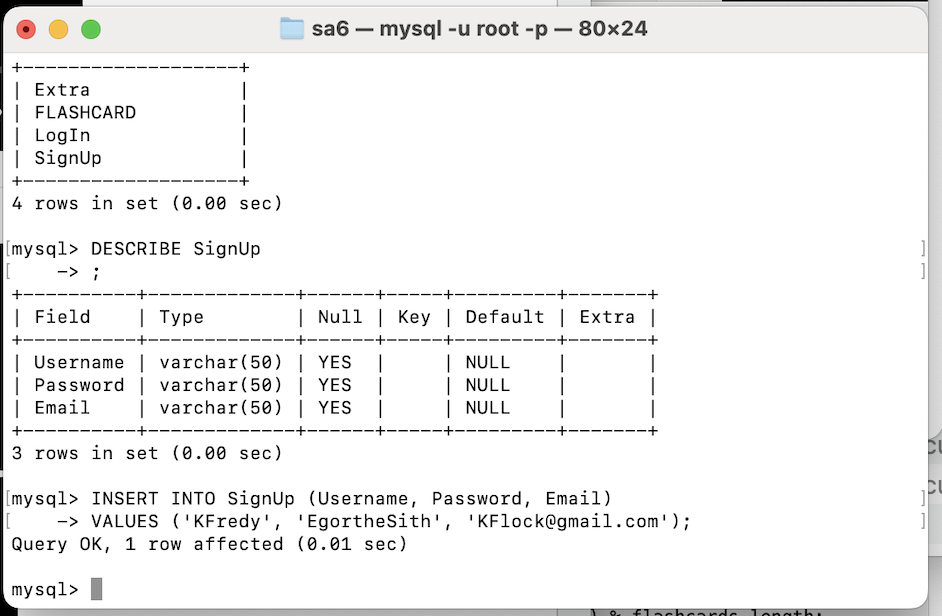 sa6 — mysql -u root -p — 80×24
+--------------------+
| Extra              |
| FLASHCARD          |
| LogIn              |
| SignUp             |
+--------------------+
4 rows in set (0.00 sec)
[mysql> DESCRIBE SignUp ]
[    -> ; ]
+----------+-------------+------+-----+---------+-------+
| Field    | Type        | Null | Key | Default | Extra |
+----------+-------------+------+-----+---------+-------+
| Username | varchar(50) | YES  |     | NULL    |       |
| Password | varchar(50) | YES  |     | NULL    |       |
| Email    | varchar(50) | YES  |     | NULL    |       |
+----------+-------------+------+-----+---------+-------+
3 rows in set (0.00 sec)
[mysql> INSERT INTO SignUp (Username, Password, Email) ]
[    -> VALUES ('KFredy', 'EgortheSith', 'KFlock@gmail.com'); ]
Query OK, 1 row affected (0.01 sec)
mysql>
) % flashcards.length;